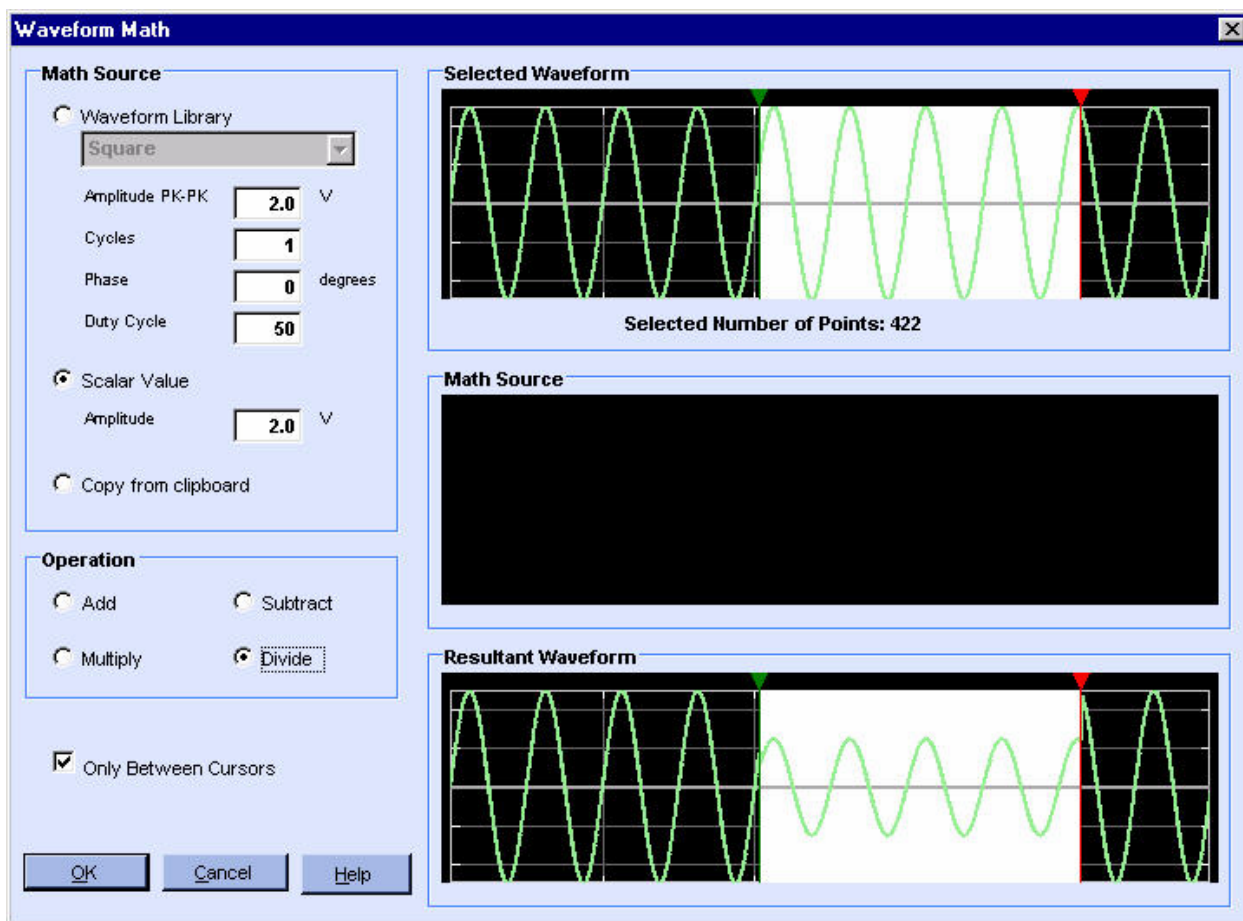 Waveform Math
Math Source
Waveform Library
Square
Amplitude PK-PK 2.0 V
Cycles 1
Phase 0 degrees
Duty Cycle 50
Scalar Value
Amplitude 2.0 V
Copy from clipboard
Operation
Add Subtract
Multiply Divide
Only Between Cursors
OK Cancel Help
Selected Waveform
Selected Number of Points: 422
Math Source
Resultant Waveform